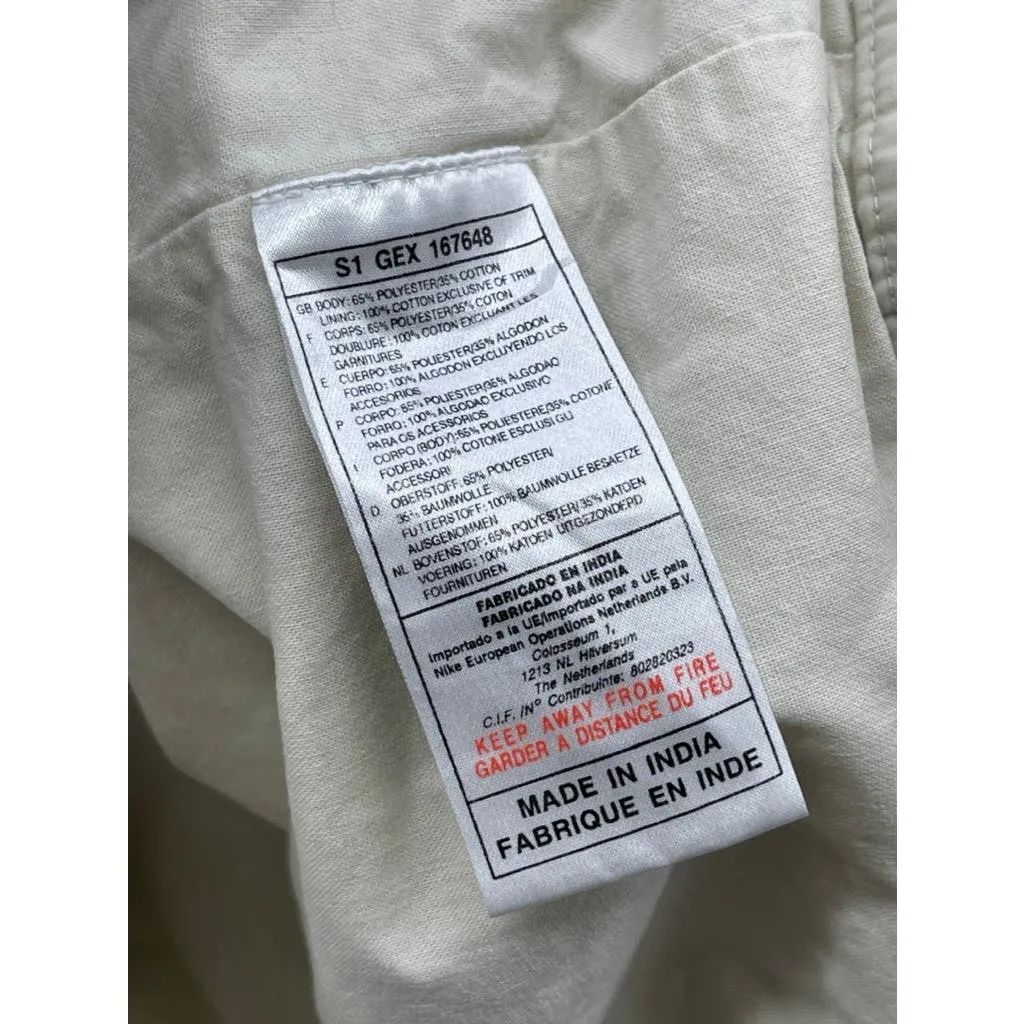 S1 GEX 167648
GB BODY: 65% POLYESTER/35% COTTON
LINING: 100% COTTON EXCLUSIVE OF TRIM
F CORPS: 65% POLYESTER/35% COTON
DOUBLURE: 100% COTON EXCLUANT LES
GARNITURES
E CUERPO: 65% POLIESTER/35% ALGODON
FORRO: 100% ALGODON EXCLUYENDO LOS
ACCESORIOS
P CORPO: 65% POLIESTER/35% ALGODAO
FORRO: 100% ALGODAO EXCLUSIVO
PARA OS ACESSORIOS
I CORPO (BODY): 65% POLIESTERE/35% COTONE
FODERA: 100% COTONE ESCLUSI GLI
ACCESSORI
D OBERSTOFF: 65% POLYESTER/
35% BAUMWOLLE
FUTTERSTOFF: 100% BAUMWOLLE, BESAETZE
AUSGENOMMEN
NL BOVENSTOF: 65% POLYESTER/ 35% KATOEN
VOERING: 100% KATOEN UITGEZONDERD
FOURNITUREN
FABRICADO EN INDIA
FABRICADO NA INDIA
Importado a la UE/Importado par a UE pela
Nike European Operations Netherlands B.V.
Colosseum 1,
1213 NL Hilversum
The Netherlands
C.I.F. /Nº Contribuinte: 802820323
KEEP AWAY FROM FIRE
GARDER A DISTANCE DU FEU
MADE IN INDIA
FABRIQUE EN INDE